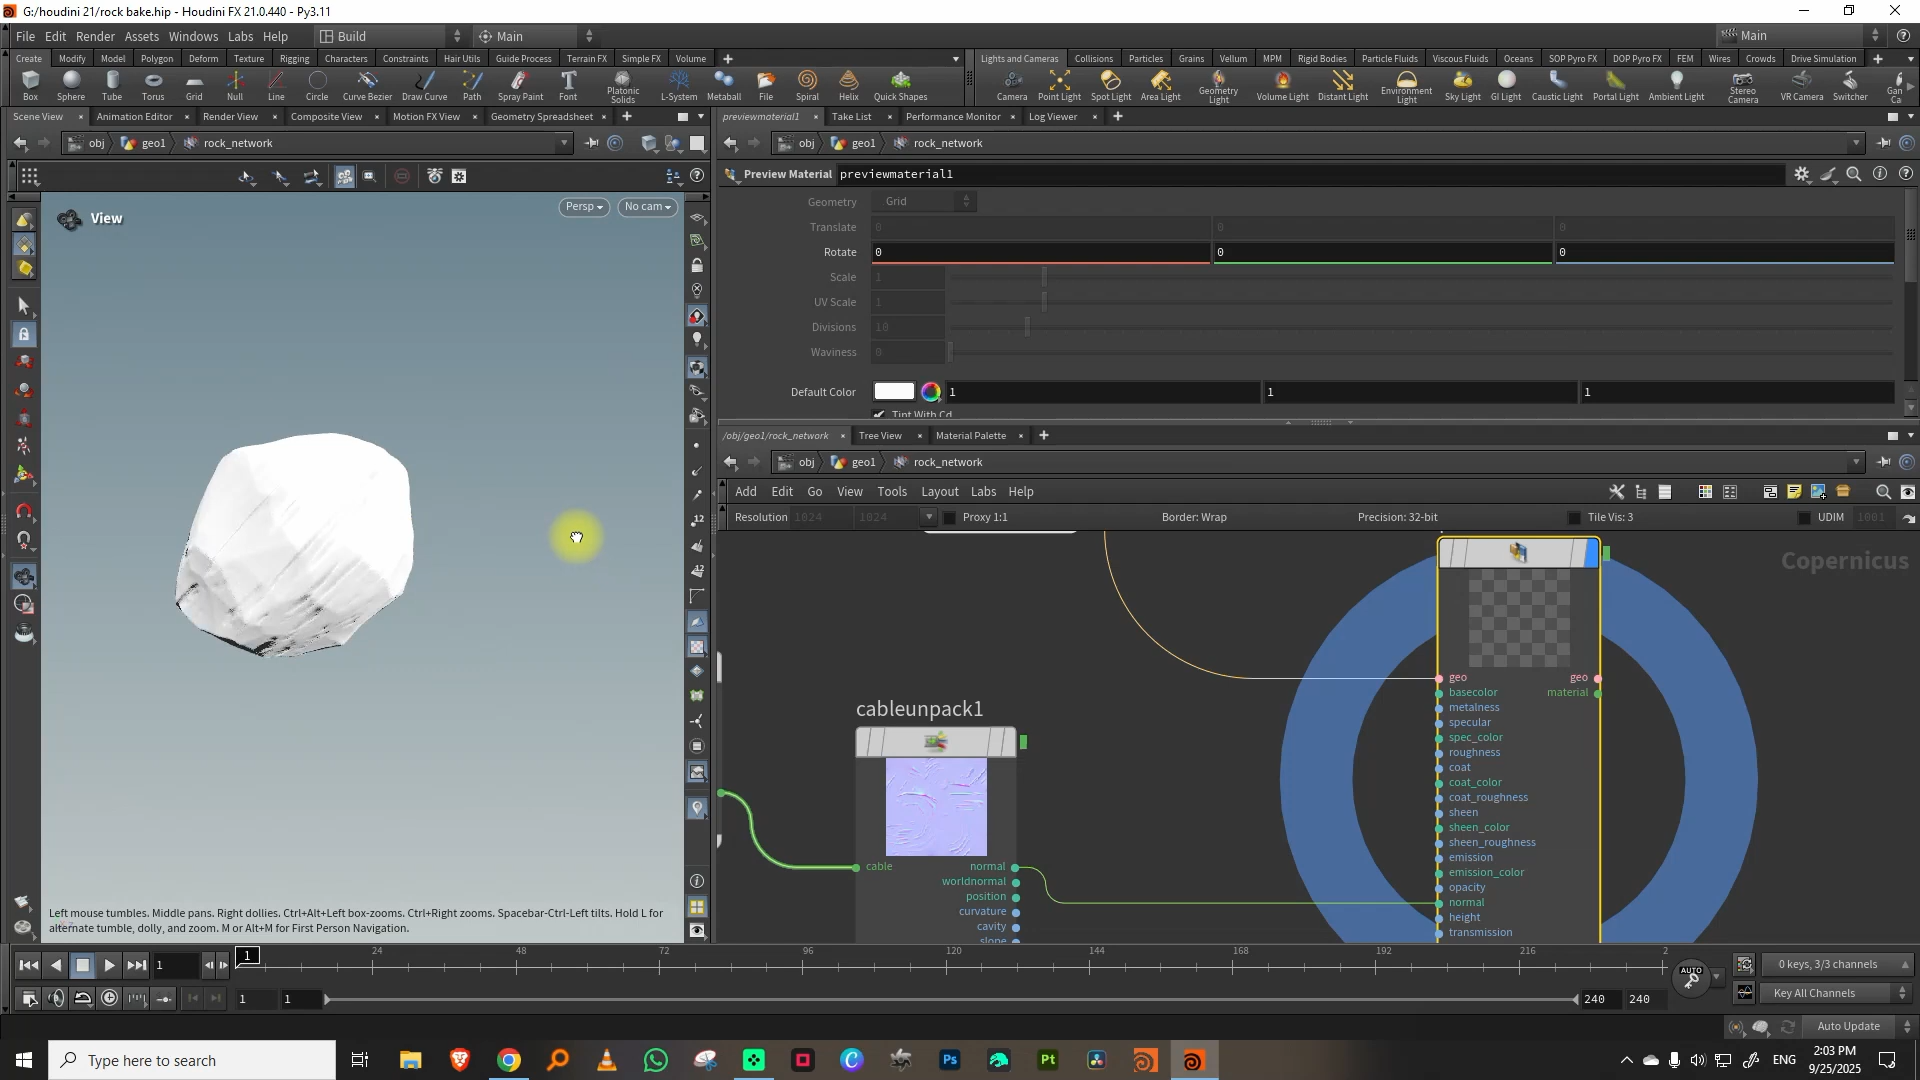 G:/houdini 21/rock bake.hip - Houdini FX 21.0.440 - Py3.11
File Edit Render Assets Windows Labs Help Build Main Main
Create Modify Model Polygon Deform Texture Rigging Characters Constraints Hair Utils Guide Process Terrain FX Simple FX Volume
Lights and Cameras Collisions Particles Grains Vellum MPM Rigid Bodies Particle Fluids Viscous Fluids Oceans SOP Pyro FX DOP Pyro FX FEM Wires Crowds Drive Simulation
Box Sphere Tube Torus Grid Null Line Circle Curve Bezier Draw Curve Path Spray Paint Font Platonic Solids L-System Metaball File Spiral Helix Quick Shapes
Camera Point Light Spot Light Area Light Geometry Light Volume Light Distant Light Environment Light Sky Light GI Light Caustic Light Portal Light Ambient Light Stereo Camera VR Camera Switcher
Scene View Animation Editor Render View Composite View Motion FX View Geometry Spreadsheet
previewmaterial1 Take List Performance Monitor Log Viewer
obj geo1 rock_network
obj geo1 rock_network
Preview Material previewmaterial1
View
Persp
No cam
Geometry Grid
Translate 0 0 0
Rotate 0 0 0
Scale 1
UV Scale 1
Divisions 10
Waviness 0
Default Color 1 1 1
Tint With Cd
/obj/geo1/rock_network Tree View Material Palette
obj geo1 rock_network
Add Edit Go View Tools Layout Labs Help
Resolution 1024 1024 Proxy 1:1 Border: Wrap Precision: 32-bit Tile Vis: 3 UDIM 1001
Copernicus
cableunpack1
cable
normal
worldnormal
position
curvature
cavity
slope
geo geo
basecolor material
metalness
specular
spec_color
roughness
coat
coat_color
coat_roughness
sheen
sheen_color
sheen_roughness
emission
emission_color
opacity
normal
height
transmission
12
12
Left mouse tumbles. Middle pans. Right dollies. Ctrl+Alt+Left box-zooms. Ctrl+Right zooms. Spacebar-Ctrl-Left tilts. Hold L for
alternate tumble, dolly, and zoom. M or Alt+M for First Person Navigation.
1 1 24 48 72 96 120 144 168 192 216 2
AUTO
0 keys, 3/3 channels
1 1 240 240
Key All Channels
Auto Update
Type here to search
ENG
2:03 PM
9/25/2025